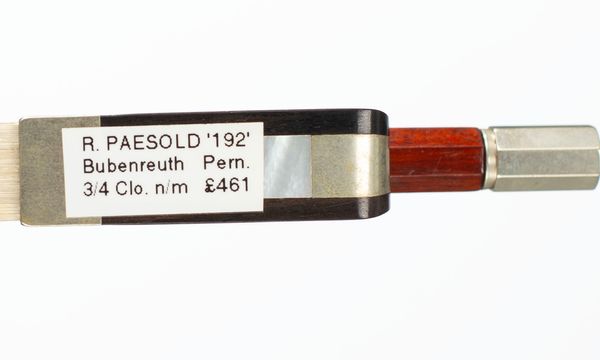 R. PAESOLD '192'
Bubenreuth Pern.
3/4 Clo. n/m £461